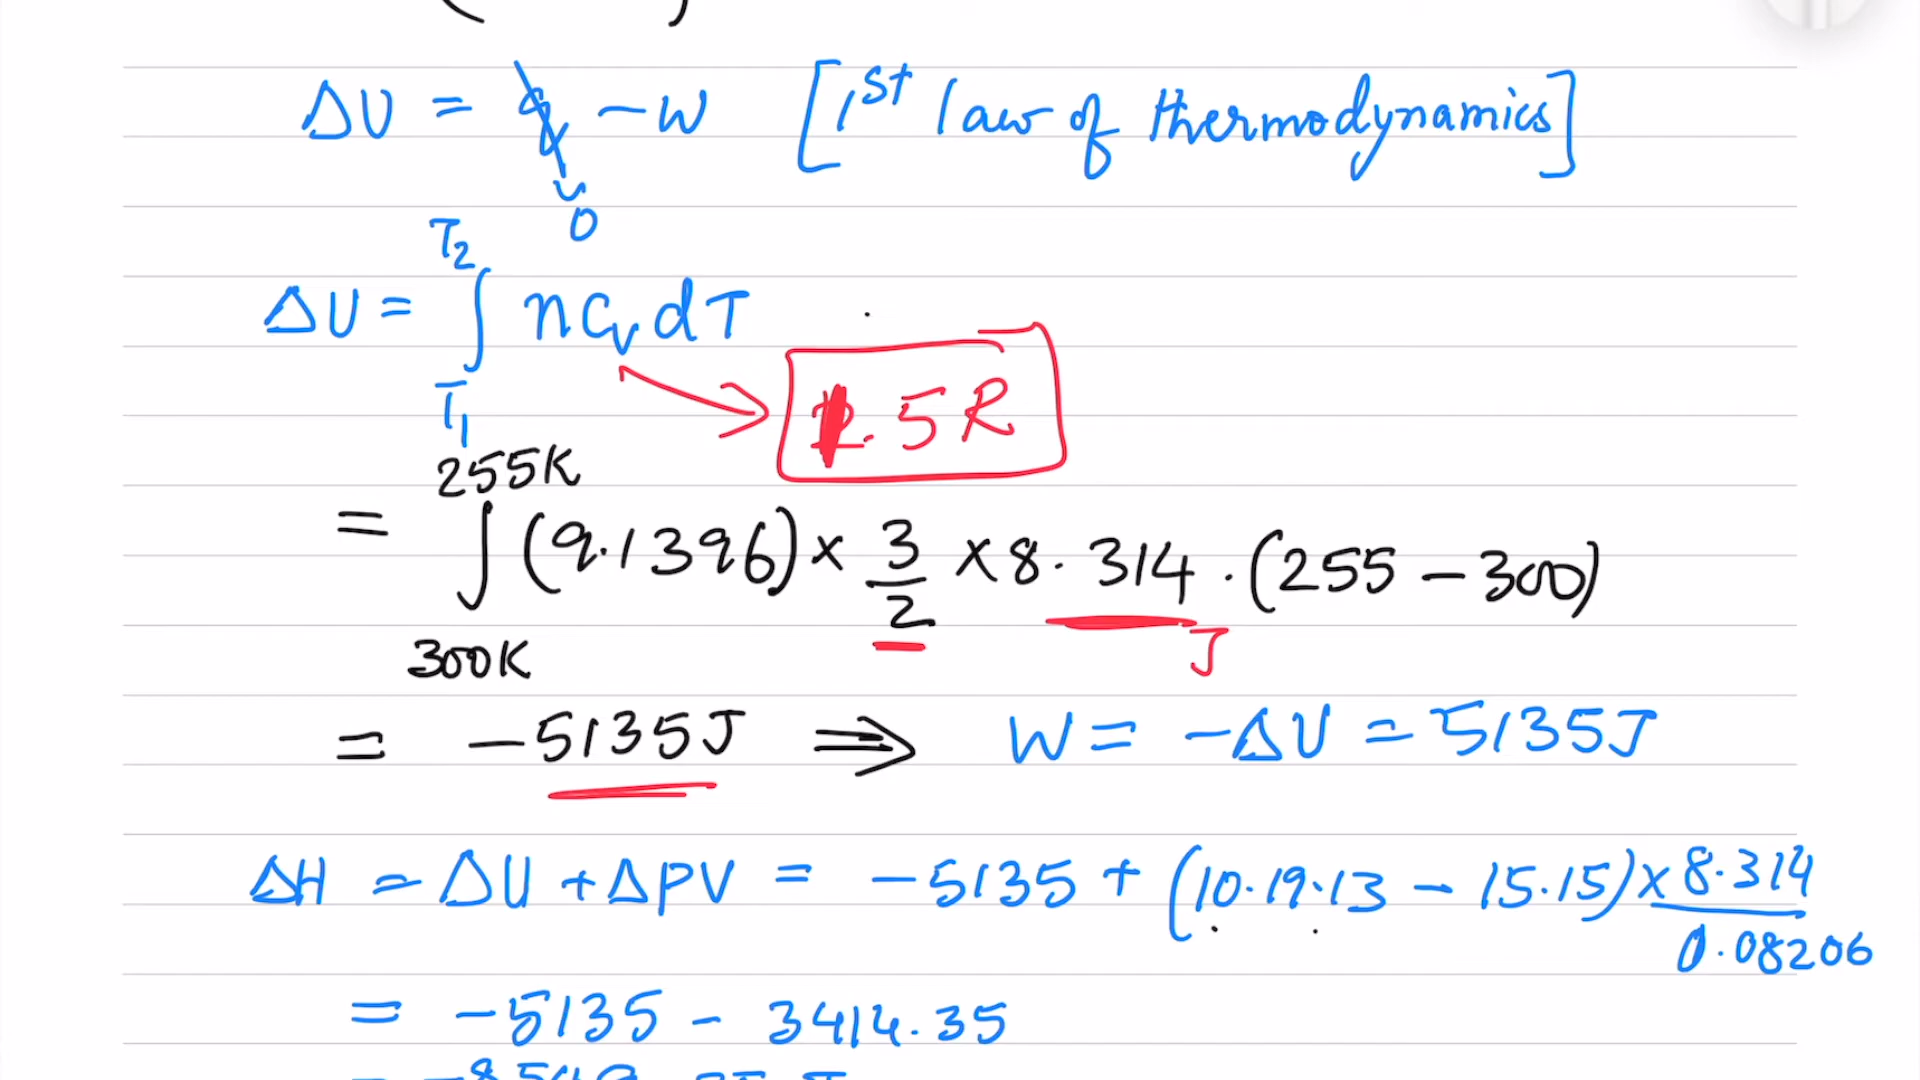 ΔU = q - W [1st law of thermodynamics]
0
T2
ΔU = ∫ nCv dT
T1
1.5R
255K
= ∫ (9.1396) × 3/2 × 8.314 . (255 - 300)
300K
J
= -5135J ⇒ W = -ΔU = 5135J
ΔH = ΔU + ΔPV = -5135 + (10.19.13 - 15.15) × 8.314
0.08206
= -5135 - 3414.35